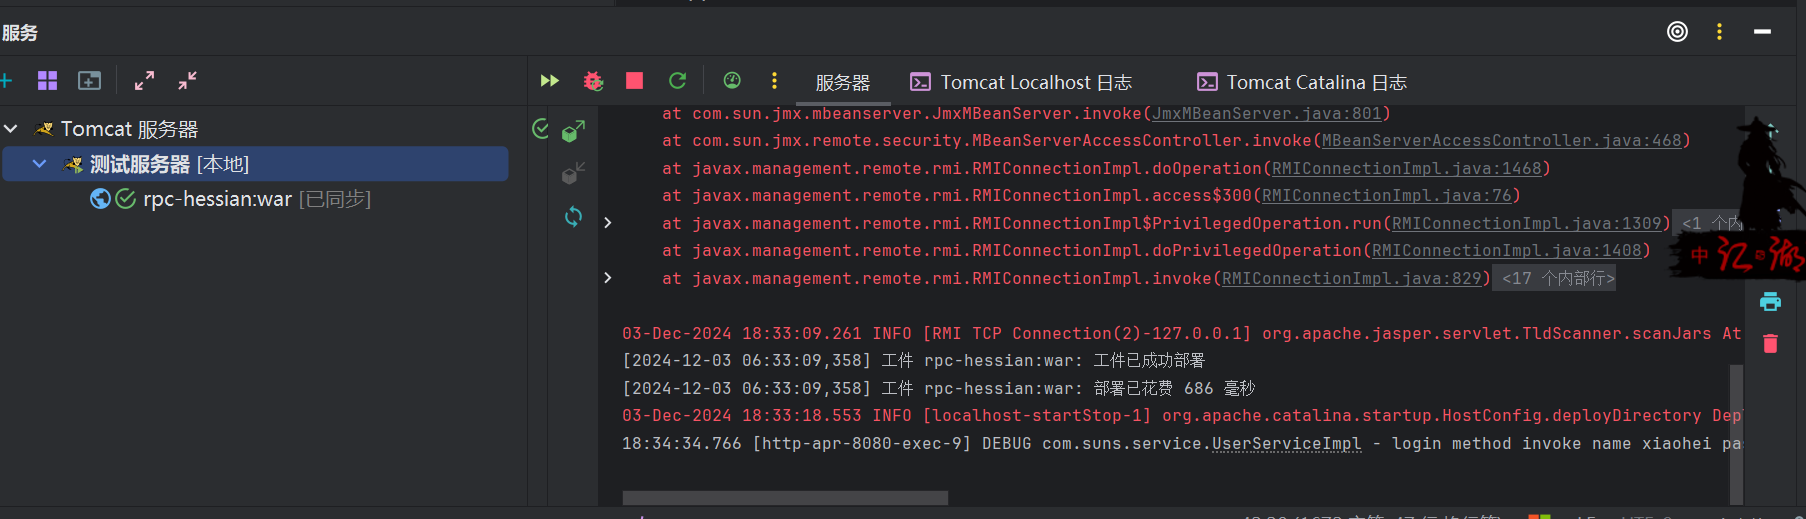 服务
服务器
Tomcat Localhost 日志
Tomcat Catalina 日志
Tomcat 服务器
测试服务器 [本地]
rpc-hessian:war [已同步]
at com.sun.jmx.mbeanserver.JmxMBeanServer.invoke(JmxMBeanServer.java:801)
at com.sun.jmx.remote.security.MBeanServerAccessController.invoke(MBeanServerAccessController.java:468)
at javax.management.remote.rmi.RMIConnectionImpl.doOperation(RMIConnectionImpl.java:1468)
at javax.management.remote.rmi.RMIConnectionImpl.access$300(RMIConnectionImpl.java:76)
at javax.management.remote.rmi.RMIConnectionImpl$PrivilegedOperation.run(RMIConnectionImpl.java:1309) <1 个内
at javax.management.remote.rmi.RMIConnectionImpl.doPrivilegedOperation(RMIConnectionImpl.java:1408)
at javax.management.remote.rmi.RMIConnectionImpl.invoke(RMIConnectionImpl.java:829) <17 个内部行>
03-Dec-2024 18:33:09.261 INFO [RMI TCP Connection(2)-127.0.0.1] org.apache.jasper.servlet.TldScanner.scanJars At
[2024-12-03 06:33:09,358] 工件 rpc-hessian:war: 工件已成功部署
[2024-12-03 06:33:09,358] 工件 rpc-hessian:war: 部署已花费 686 毫秒
03-Dec-2024 18:33:18.553 INFO [localhost-startStop-1] org.apache.catalina.startup.HostConfig.deployDirectory Dep
18:34:34.766 [http-apr-8080-exec-9] DEBUG com.suns.service.UserServiceImpl - login method invoke name xiaohei pa
中